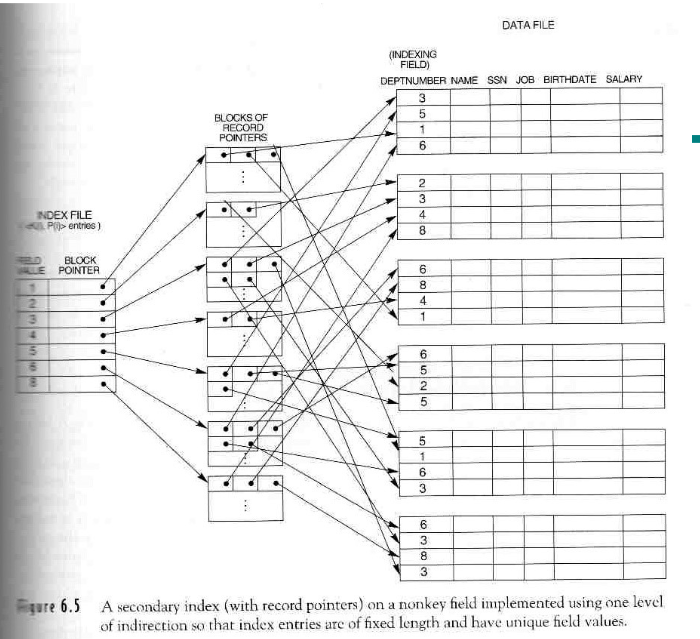 DATA FILE
(INDEXING
FIELD)
DEPTNUMBER NAME SSN JOB BIRTHDATE SALARY
3
5
1
6
BLOCKS OF
RECORD
POINTERS
2
3
4
8
INDEX FILE
P(i)> entries )
BLOCK
VALUE POINTER
1
2
3
4
5
6
8
6
8
4
1
6
5
2
5
5
1
6
3
6
3
8
3
Figure 6.5 A secondary index (with record pointers) on a nonkey field implemented using one level
of indirection so that index entries are of fixed length and have unique field values.